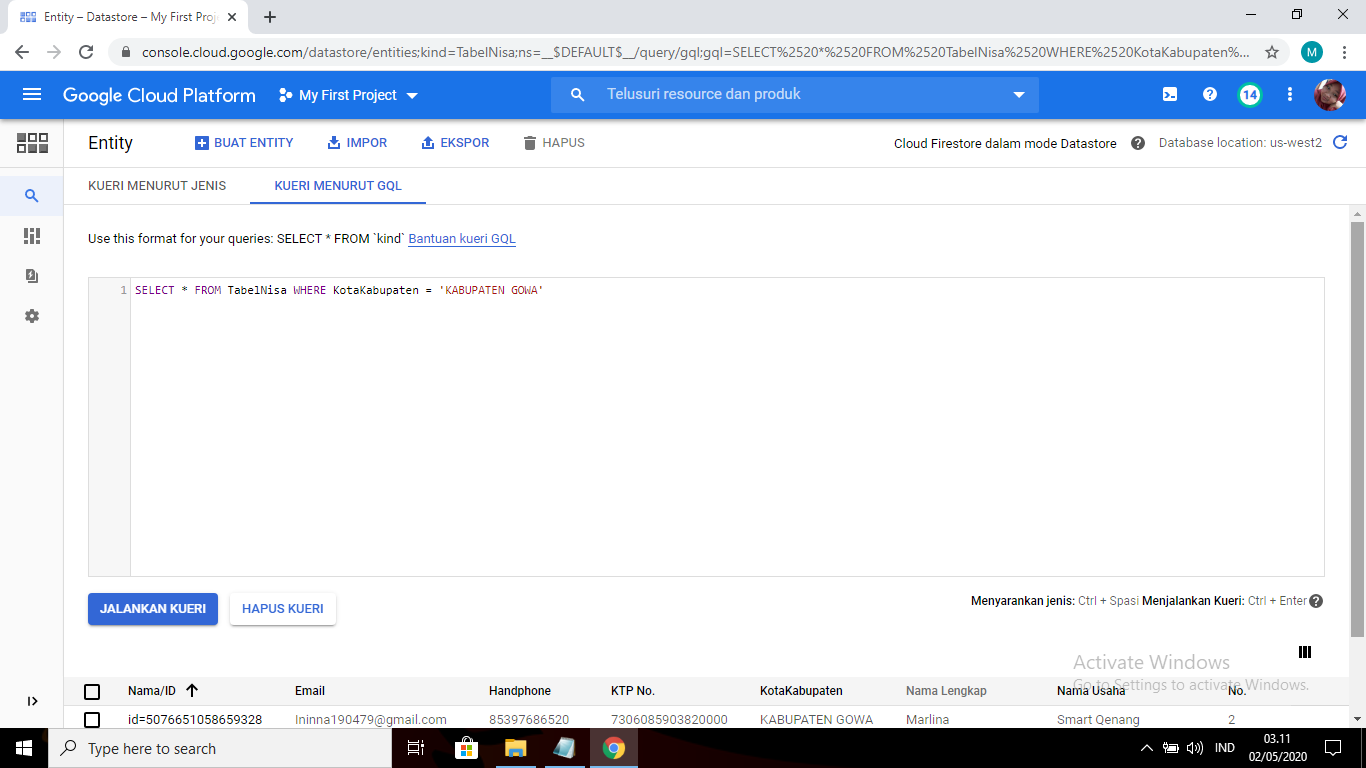 Entity – Datastore – My First Proj
console.cloud.google.com/datastore/entities;kind=TabelNisa;ns=__$DEFAULT$__/query/gql;gql=SELECT%2520*%2520FROM%2520TabelNisa%2520WHERE%2520KotaKabupaten%...
M
Google Cloud Platform
My First Project
Telusuri resource dan produk
14
Entity
BUAT ENTITY
IMPOR
EKSPOR
HAPUS
Cloud Firestore dalam mode Datastore
Database location: us-west2
KUERI MENURUT JENIS
KUERI MENURUT GQL
Use this format for your queries: SELECT * FROM `kind` Bantuan kueri GQL
1 SELECT * FROM TabelNisa WHERE KotaKabupaten = 'KABUPATEN GOWA'
JALANKAN KUERI
HAPUS KUERI
Menyarankan jenis: Ctrl + Spasi Menjalankan Kueri: Ctrl + Enter
Activate Windows
Go to Settings to activate Windows.
Nama/ID Email Handphone KTP No. KotaKabupaten Nama Lengkap Nama Usaha No.
id=5076651058659328 Ininna190479@gmail.com 85397686520 7306085903820000 KABUPATEN GOWA Marlina Smart Qenang 2
Type here to search
IND
03.11
02/05/2020